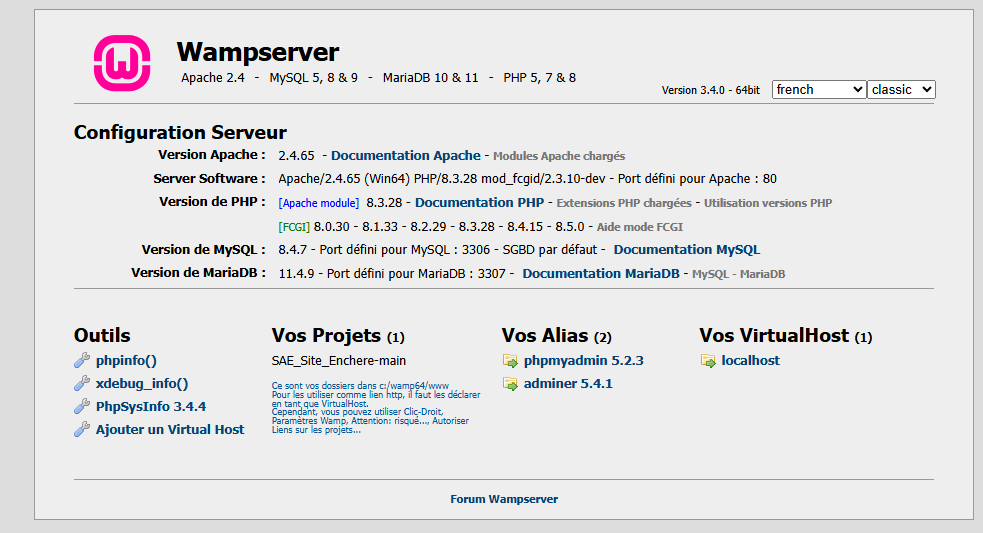 Wampserver
Apache 2.4 - MySQL 5, 8 & 9 - MariaDB 10 & 11 - PHP 5, 7 & 8
Version 3.4.0 - 64bit french classic
Configuration Serveur
Version Apache : 2.4.65 - Documentation Apache - Modules Apache chargés
Server Software : Apache/2.4.65 (Win64) PHP/8.3.28 mod_fcgid/2.3.10-dev - Port défini pour Apache : 80
Version de PHP : [Apache module] 8.3.28 - Documentation PHP - Extensions PHP chargées - Utilisation versions PHP
[FCGI] 8.0.30 - 8.1.33 - 8.2.29 - 8.3.28 - 8.4.15 - 8.5.0 - Aide mode FCGI
Version de MySQL : 8.4.7 - Port défini pour MySQL : 3306 - SGBD par défaut - Documentation MySQL
Version de MariaDB : 11.4.9 - Port défini pour MariaDB : 3307 - Documentation MariaDB - MySQL - MariaDB
Outils
phpinfo()
xdebug_info()
PhpSysInfo 3.4.4
Ajouter un Virtual Host
Vos Projets (1)
SAE_Site_Enchere-main
Ce sont vos dossiers dans c:/wamp64/www
Pour les utiliser comme lien http, il faut les déclarer
en tant que VirtualHost.
Cependant, vous pouvez utiliser Clic-Droit,
Paramètres Wamp, Attention: risqué..., Autoriser
Liens sur les projets...
Vos Alias (2)
phpmyadmin 5.2.3
adminer 5.4.1
Vos VirtualHost (1)
localhost
Forum Wampserver